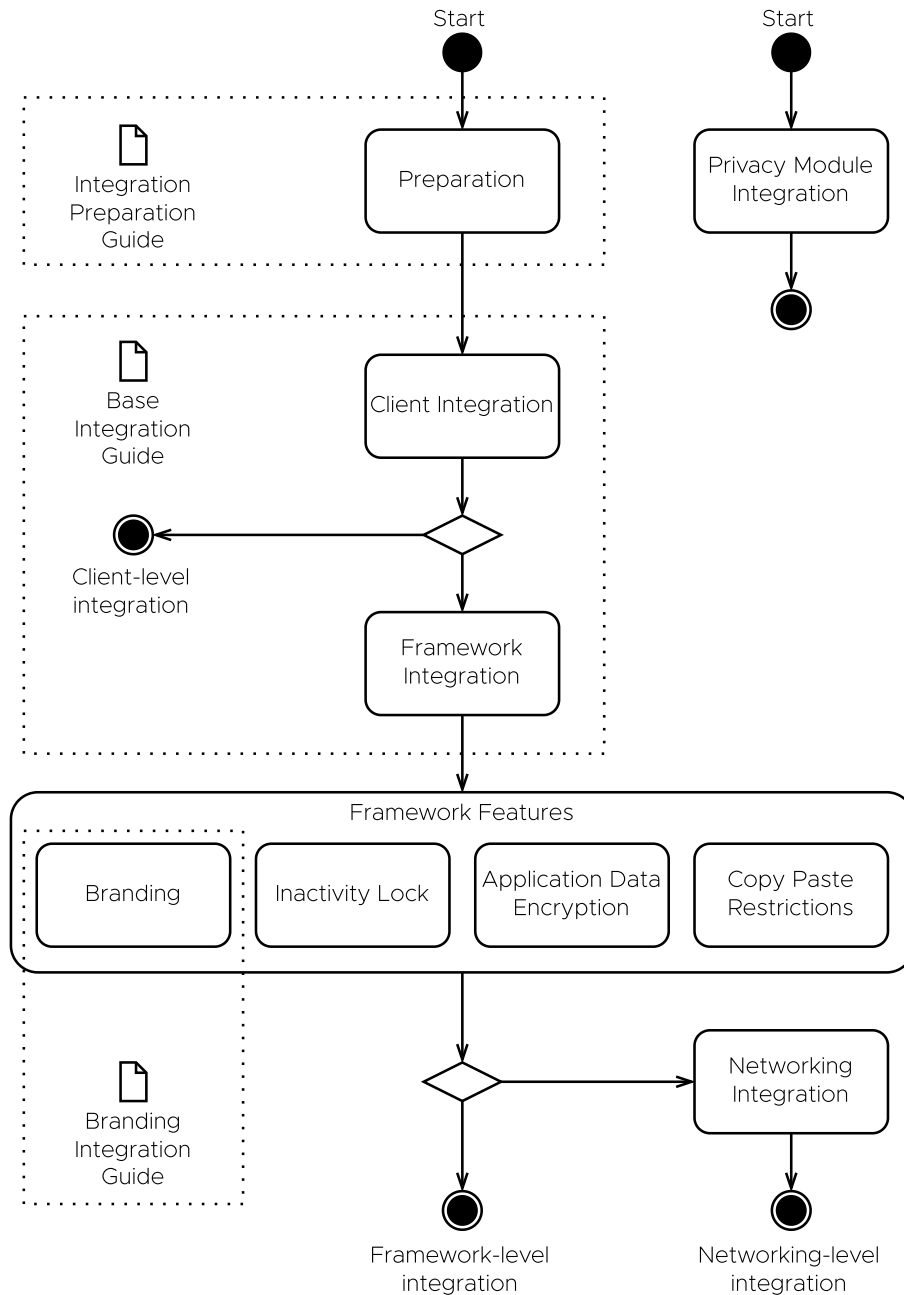 Start
Start
Integration
Preparation
Guide
Preparation
Privacy Module
Integration
Base
Integration
Guide
Client Integration
Client-level
integration
Framework
Integration
Framework Features
Branding
Inactivity Lock
Application Data
Encryption
Copy Paste
Restrictions
Branding
Integration
Guide
Networking
Integration
Framework-level
integration
Networking-level
integration